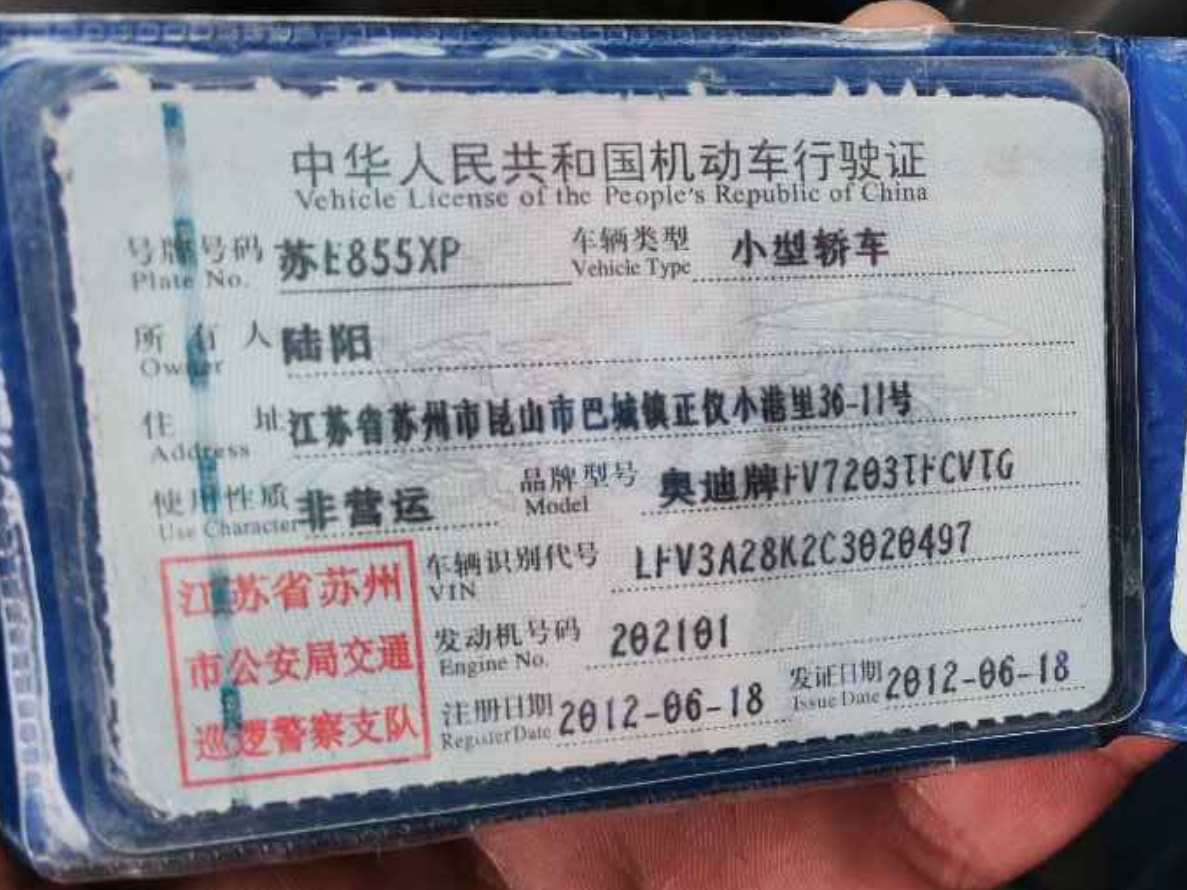 中华人民共和国机动车行驶证
Vehicle License of the People's Republic of China
号牌号码 苏E855XP 车辆类型 小型轿车
Plate No. Vehicle Type
所有人 陆阳
Owner
住址 江苏省苏州市昆山市巴城镇正仪小港里36-11号
Address
使用性质 非营运 品牌型号 奥迪牌FV7203TFCVTG
Use Character Model
江苏省苏州
市公安局交通
巡逻警察支队
车辆识别代号 LFV3A28K2C3020497
VIN
发动机号码 202101
Engine No.
注册日期 2012-06-18 发证日期 2012-06-18
Register Date Issue Date